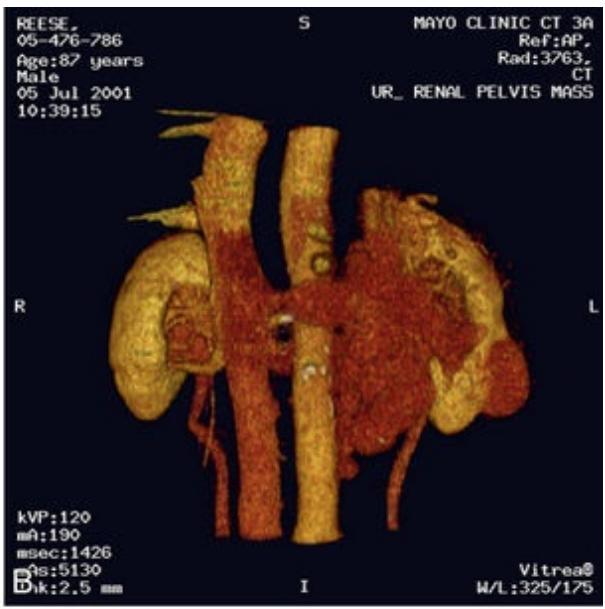 REESE,
05-476-786
Age:87 years
Male
05 Jul 2001
10:39:15
S
MAYO CLINIC CT 3A
Ref:AP,
Rad:3763,
CT
UR_ RENAL PELVIS MASS
R
L
kVP:120
mA:190
msec:1426
mAs:5130
B
hk:2.5 mm
I
Vitrea®
W/L:325/175